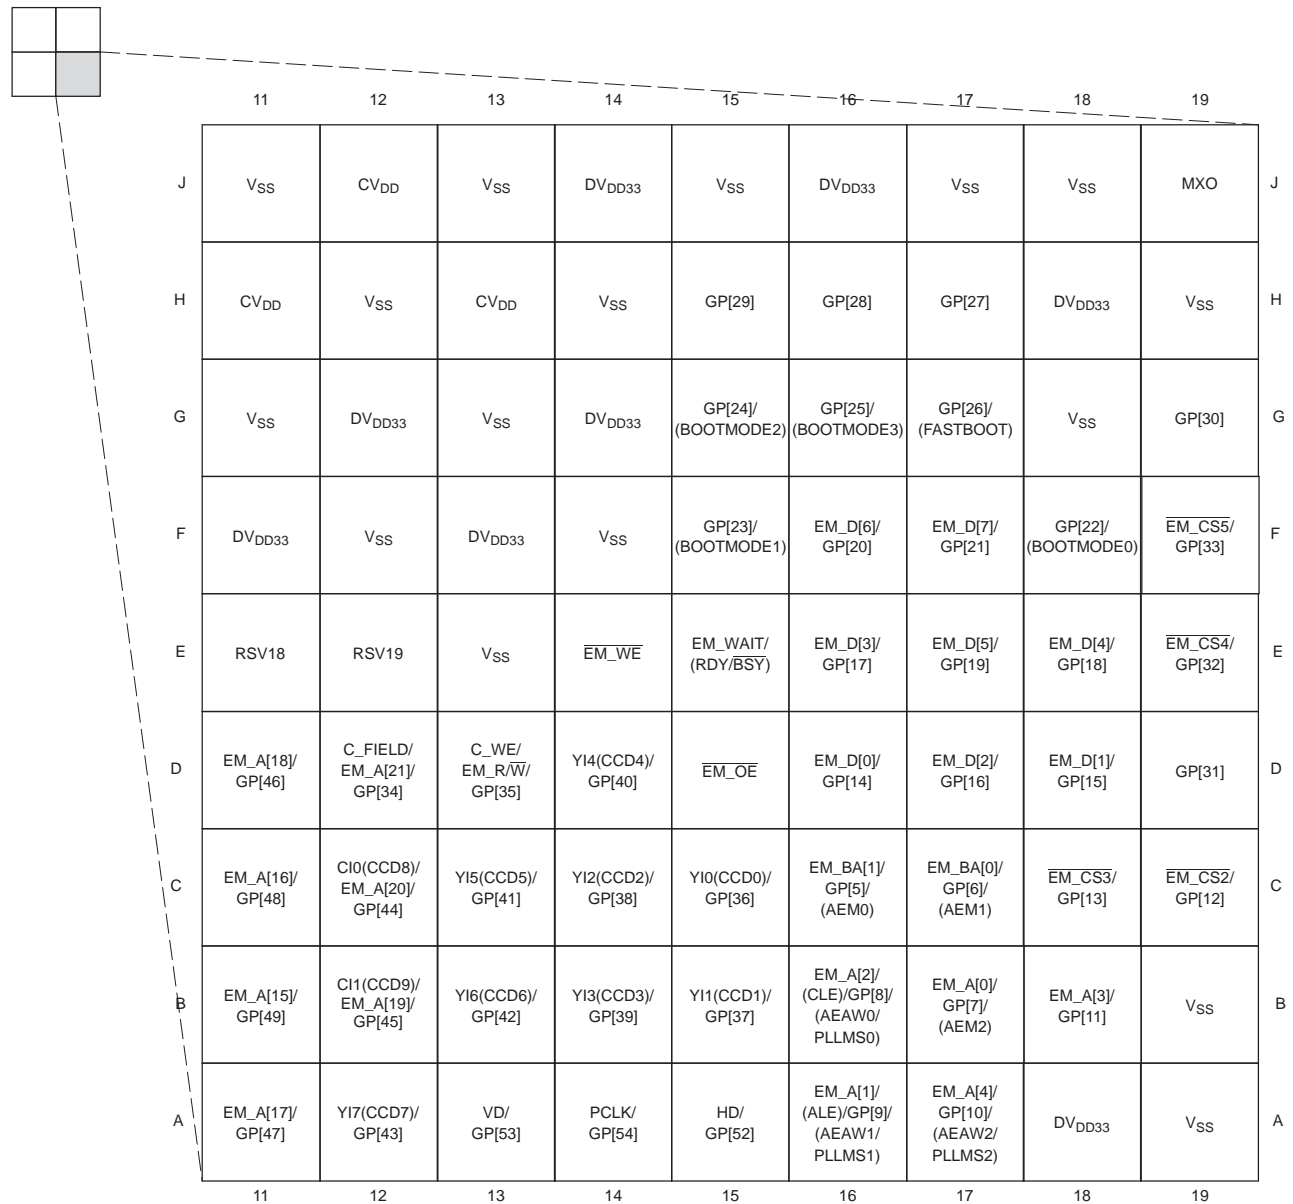 11 12 13 14 15 16 17 18 19
J VSS CVDD VSS DVDD33 VSS DVDD33 VSS VSS MXO J
H CVDD VSS CVDD VSS GP[29] GP[28] GP[27] DVDD33 VSS H
G VSS DVDD33 VSS DVDD33 GP[24]/ (BOOTMODE2) GP[25]/ (BOOTMODE3) GP[26]/ (FASTBOOT) VSS GP[30] G
F DVDD33 VSS DVDD33 VSS GP[23]/ (BOOTMODE1) EM_D[6]/ GP[20] EM_D[7]/ GP[21] GP[22]/ (BOOTMODE0) EM_CS5/ GP[33] F
E RSV18 RSV19 VSS EM_WE EM_WAIT/ (RDY/BSY) EM_D[3]/ GP[17] EM_D[5]/ GP[19] EM_D[4]/ GP[18] EM_CS4/ GP[32] E
D EM_A[18]/ GP[46] C_FIELD/ EM_A[21]/ GP[34] C_WE/ EM_R/W/ GP[35] YI4(CCD4)/ GP[40] EM_OE EM_D[0]/ GP[14] EM_D[2]/ GP[16] EM_D[1]/ GP[15] GP[31] D
C EM_A[16]/ GP[48] CI0(CCD8)/ EM_A[20]/ GP[44] YI5(CCD5)/ GP[41] YI2(CCD2)/ GP[38] YI0(CCD0)/ GP[36] EM_BA[1]/ GP[5]/ (AEM0) EM_BA[0]/ GP[6]/ (AEM1) EM_CS3/ GP[13] EM_CS2/ GP[12] C
B EM_A[15]/ GP[49] CI1(CCD9)/ EM_A[19]/ GP[45] YI6(CCD6)/ GP[42] YI3(CCD3)/ GP[39] YI1(CCD1)/ GP[37] EM_A[2]/ (CLE)/GP[8]/ (AEAW0/ PLLMS0) EM_A[0]/ GP[7]/ (AEM2) EM_A[3]/ GP[11] VSS B
A EM_A[17]/ GP[47] YI7(CCD7)/ GP[43] VD/ GP[53] PCLK/ GP[54] HD/ GP[52] EM_A[1]/ (ALE)/GP[9]/ (AEAW1/ PLLMS1) EM_A[4]/ GP[10]/ (AEAW2/ PLLMS2) DVDD33 VSS A
11 12 13 14 15 16 17 18 19